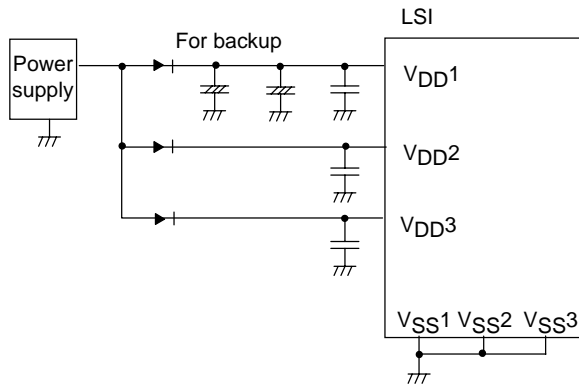 LSI
For backup
Power
supply
VDD1
VDD2
VDD3
VSS1 VSS2 VSS3